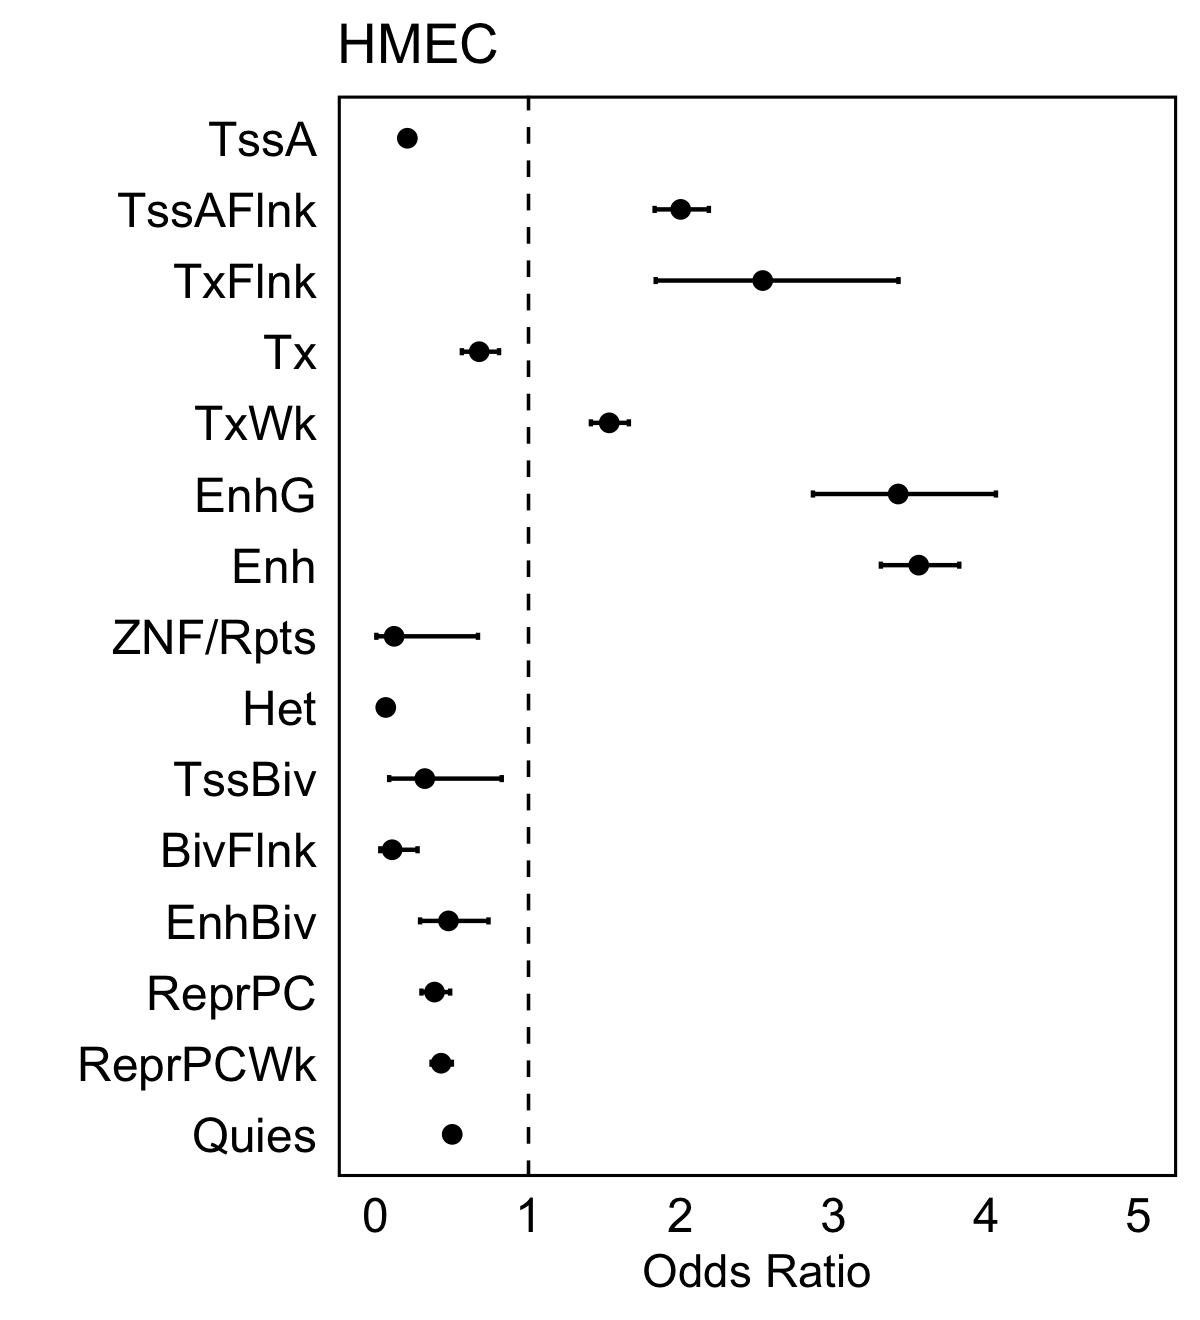 HMEC
TssA
TssAFlnk
TxFlnk
Tx
TxWk
EnhG
Enh
ZNF/Rpts
Het
TssBiv
BivFlnk
EnhBiv
ReprPC
ReprPCWk
Quies
0 1 2 3 4 5
Odds Ratio